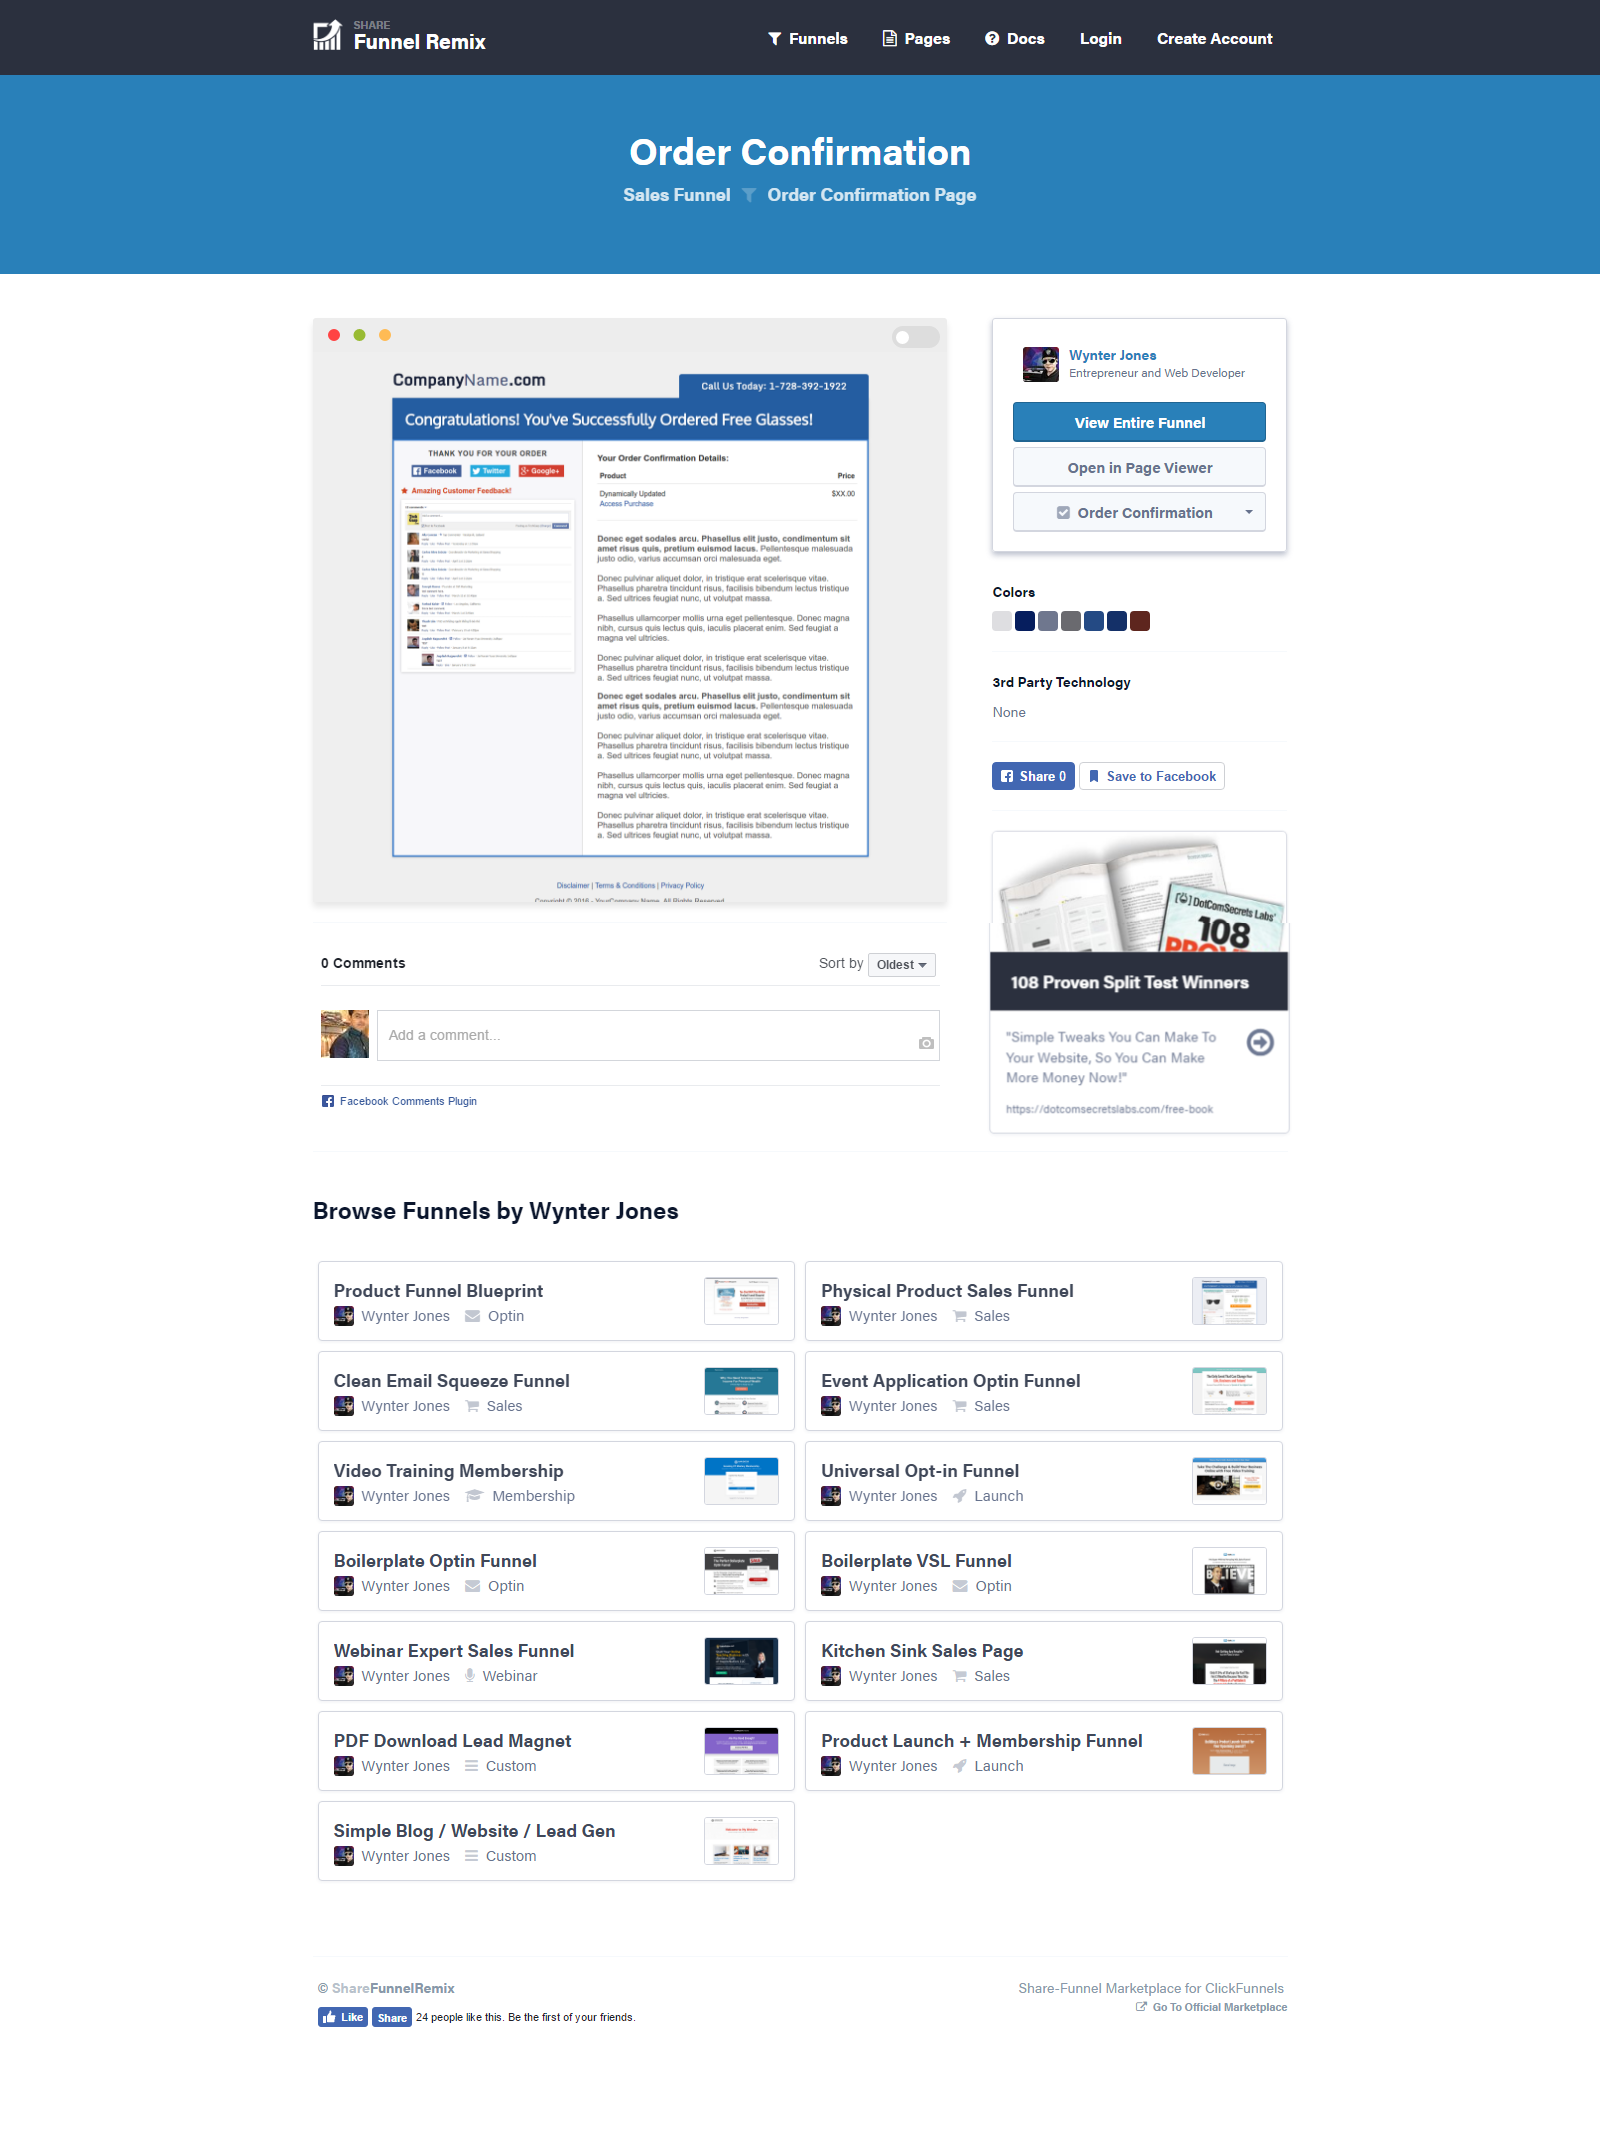 SHARE
Funnel Remix
Funnels
Pages
Docs
Login
Create Account
Order Confirmation
Sales Funnel
Order Confirmation Page
CompanyName.com
Call Us Today: 1-728-392-1922
Congratulations! You've Successfully Ordered Free Glasses!
THANK YOU FOR YOUR ORDER
Facebook
Twitter
Google+
Amazing Customer Feedback!
Your Order Confirmation Details:
Product Price
Dynamically Updated $XX.00
Access Purchase
Donec eget sodales arcu. Phasellus elit justo, condimentum sit
amet risus quis, pretium euismod lacus. Pellentesque malesuada
justo odio, varius accumsan orci malesuada eget.
Donec pulvinar aliquet dolor, in tristique erat scelerisque vitae.
Phasellus pharetra tincidunt risus, facilisis bibendum lectus tristique
a. Sed ultrices feugiat nunc, ut volutpat massa.
Phasellus ullamcorper mollis urna eget pellentesque. Donec magna
nibh, cursus quis lectus quis, iaculis placerat enim. Sed feugiat a
magna vel ultricies.
Donec pulvinar aliquet dolor, in tristique erat scelerisque vitae.
Phasellus pharetra tincidunt risus, facilisis bibendum lectus tristique
a. Sed ultrices feugiat nunc, ut volutpat massa.
Donec eget sodales arcu. Phasellus elit justo, condimentum sit
amet risus quis, pretium euismod lacus. Pellentesque malesuada
justo odio, varius accumsan orci malesuada eget.
Donec pulvinar aliquet dolor, in tristique erat scelerisque vitae.
Phasellus pharetra tincidunt risus, facilisis bibendum lectus tristique
a. Sed ultrices feugiat nunc, ut volutpat massa.
Phasellus ullamcorper mollis urna eget pellentesque. Donec magna
nibh, cursus quis lectus quis, iaculis placerat enim. Sed feugiat a
magna vel ultricies.
Donec pulvinar aliquet dolor, in tristique erat scelerisque vitae.
Phasellus pharetra tincidunt risus, facilisis bibendum lectus tristique
a. Sed ultrices feugiat nunc, ut volutpat massa.
Disclaimer | Terms & Conditions | Privacy Policy
Copyright © 2016 - YourCompany Name. All Rights Reserved
Wynter Jones
Entrepreneur and Web Developer
View Entire Funnel
Open in Page Viewer
Order Confirmation
Colors
3rd Party Technology
None
Share 0
Save to Facebook
DotComSecrets Labs'
108
PROVEN
108 Proven Split Test Winners
"Simple Tweaks You Can Make To
Your Website, So You Can Make
More Money Now!"
https://dotcomsecretslabs.com/free-book
0 Comments
Sort by Oldest
Add a comment...
Facebook Comments Plugin
Browse Funnels by Wynter Jones
Product Funnel Blueprint
Wynter Jones Optin
Physical Product Sales Funnel
Wynter Jones Sales
Clean Email Squeeze Funnel
Wynter Jones Sales
Event Application Optin Funnel
Wynter Jones Sales
Video Training Membership
Wynter Jones Membership
Universal Opt-in Funnel
Wynter Jones Launch
Boilerplate Optin Funnel
Wynter Jones Optin
Boilerplate VSL Funnel
Wynter Jones Optin
Webinar Expert Sales Funnel
Wynter Jones Webinar
Kitchen Sink Sales Page
Wynter Jones Sales
PDF Download Lead Magnet
Wynter Jones Custom
Product Launch + Membership Funnel
Wynter Jones Launch
Simple Blog / Website / Lead Gen
Wynter Jones Custom
© ShareFunnelRemix
Like
Share
24 people like this. Be the first of your friends.
Share-Funnel Marketplace for ClickFunnels
Go To Official Marketplace